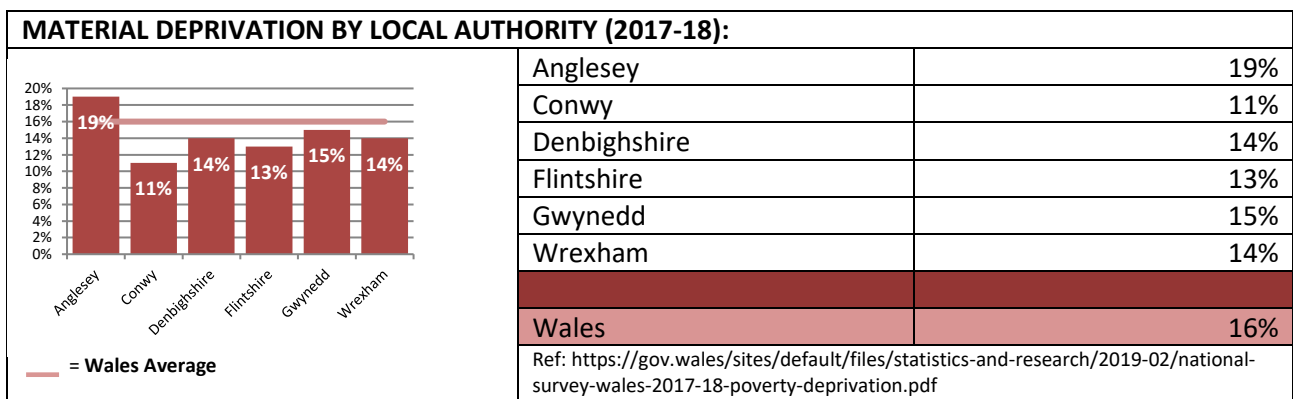 MATERIAL DEPRIVATION BY LOCAL AUTHORITY (2017-18):
20%
18%
16%
14%
12%
10%
8%
6%
4%
2%
0%
19%
11%
14%
13%
15%
14%
Anglesey
Conwy
Denbighshire
Flintshire
Gwynedd
Wrexham
= Wales Average
Anglesey 19%
Conwy 11%
Denbighshire 14%
Flintshire 13%
Gwynedd 15%
Wrexham 14%
Wales 16%
Ref: https://gov.wales/sites/default/files/statistics-and-research/2019-02/national-
survey-wales-2017-18-poverty-deprivation.pdf